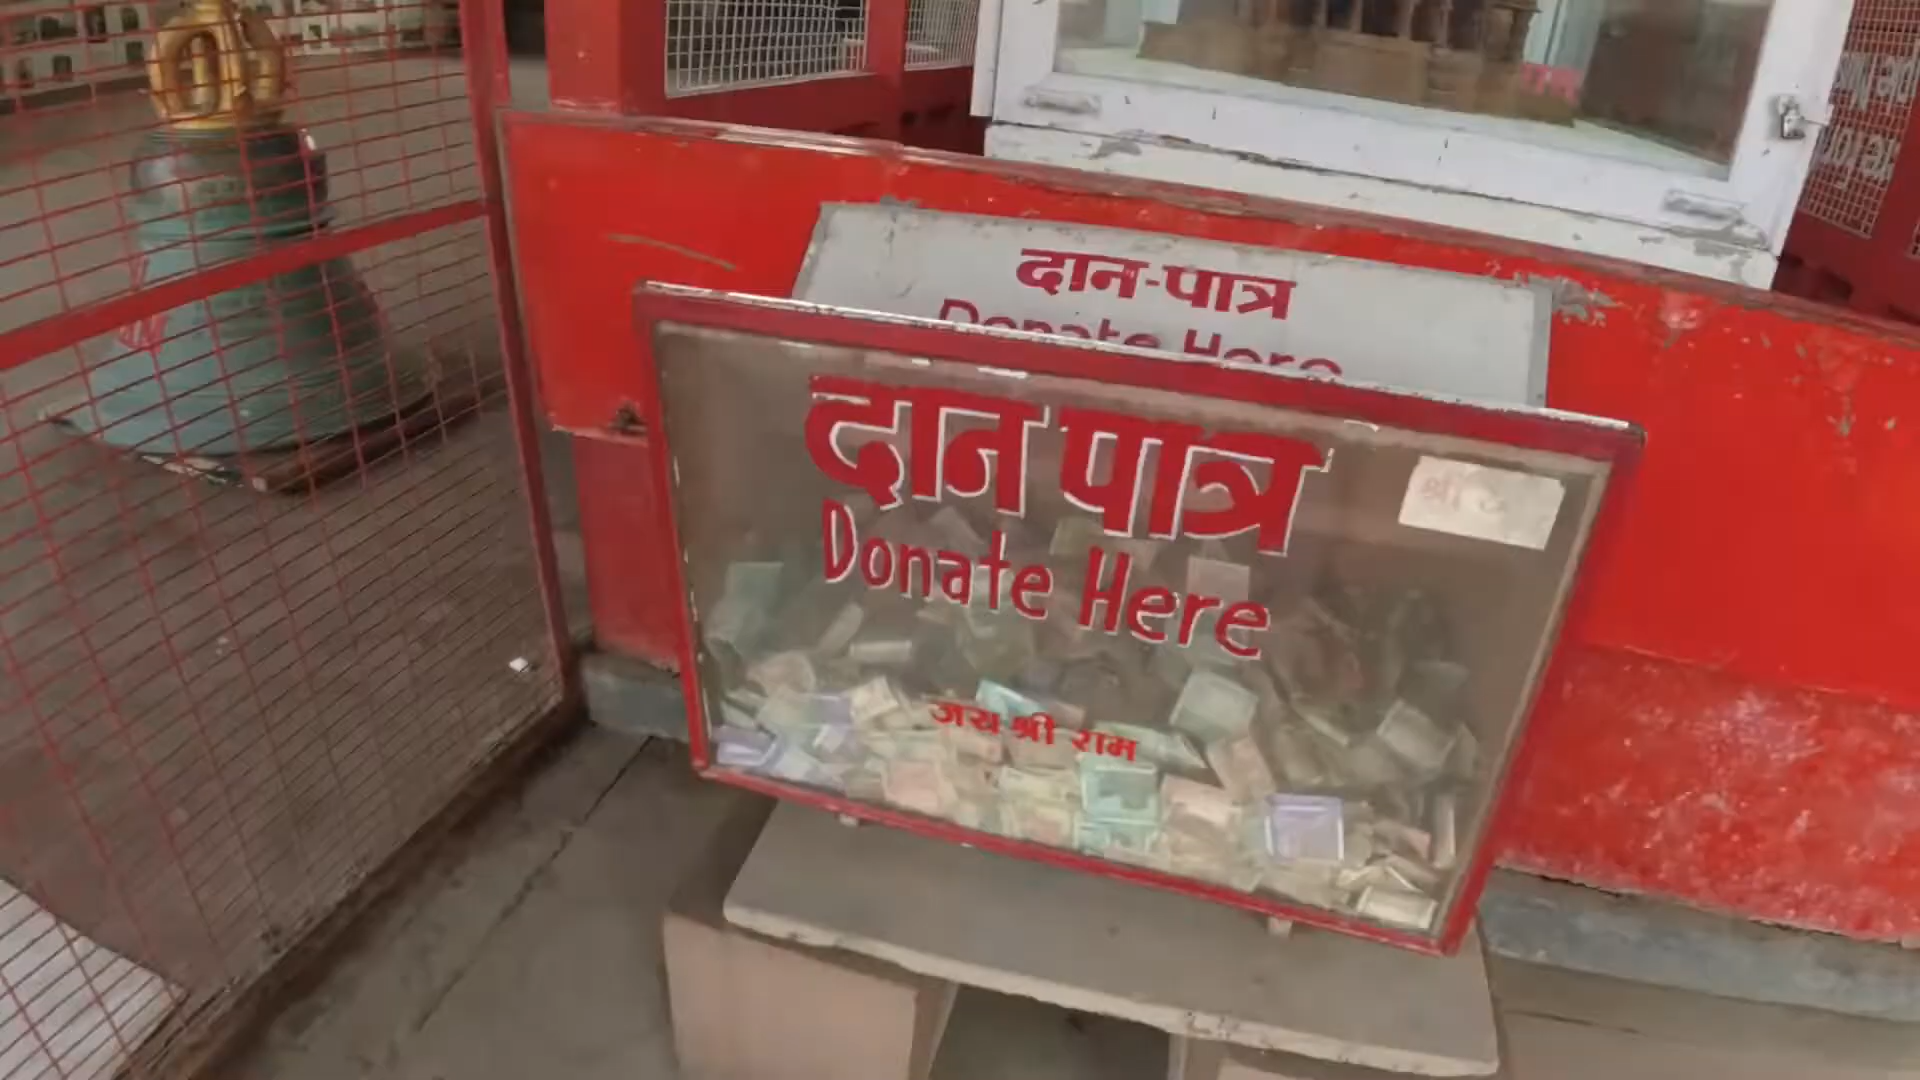 दान-पात्र
Donate Here
दान पात्र
Donate Here
जय श्री राम
श्री